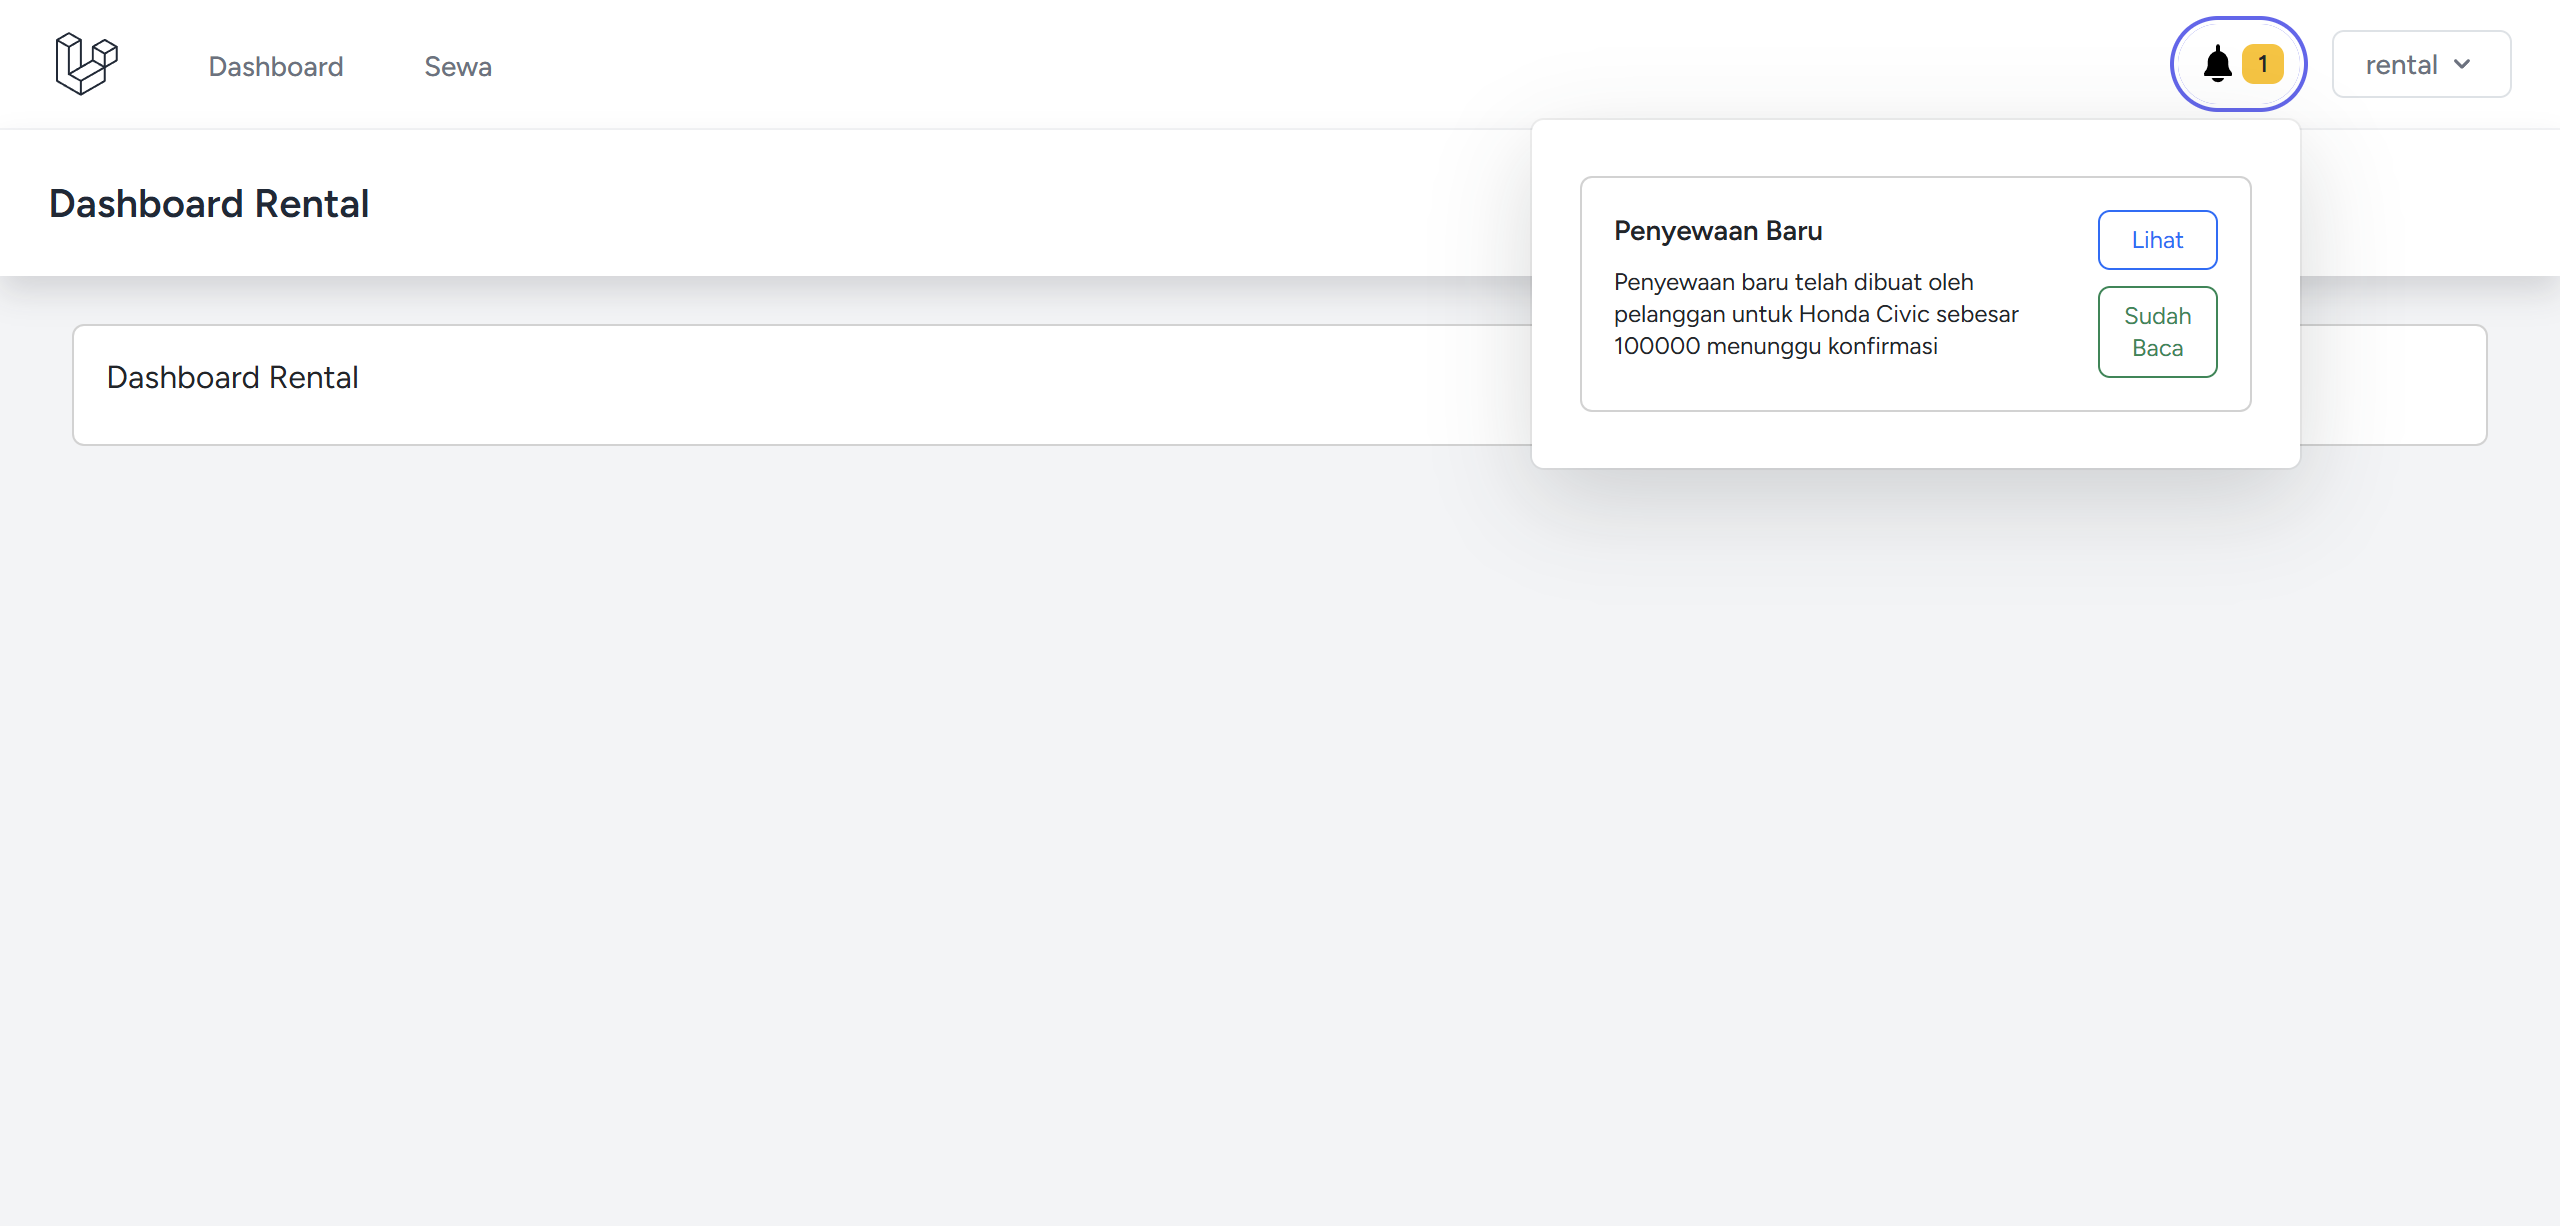 Dashboard
Sewa
1
rental
Dashboard Rental
Penyewaan Baru
Penyewaan baru telah dibuat oleh
pelanggan untuk Honda Civic sebesar
100000 menunggu konfirmasi
Lihat
Sudah
Baca
Dashboard Rental